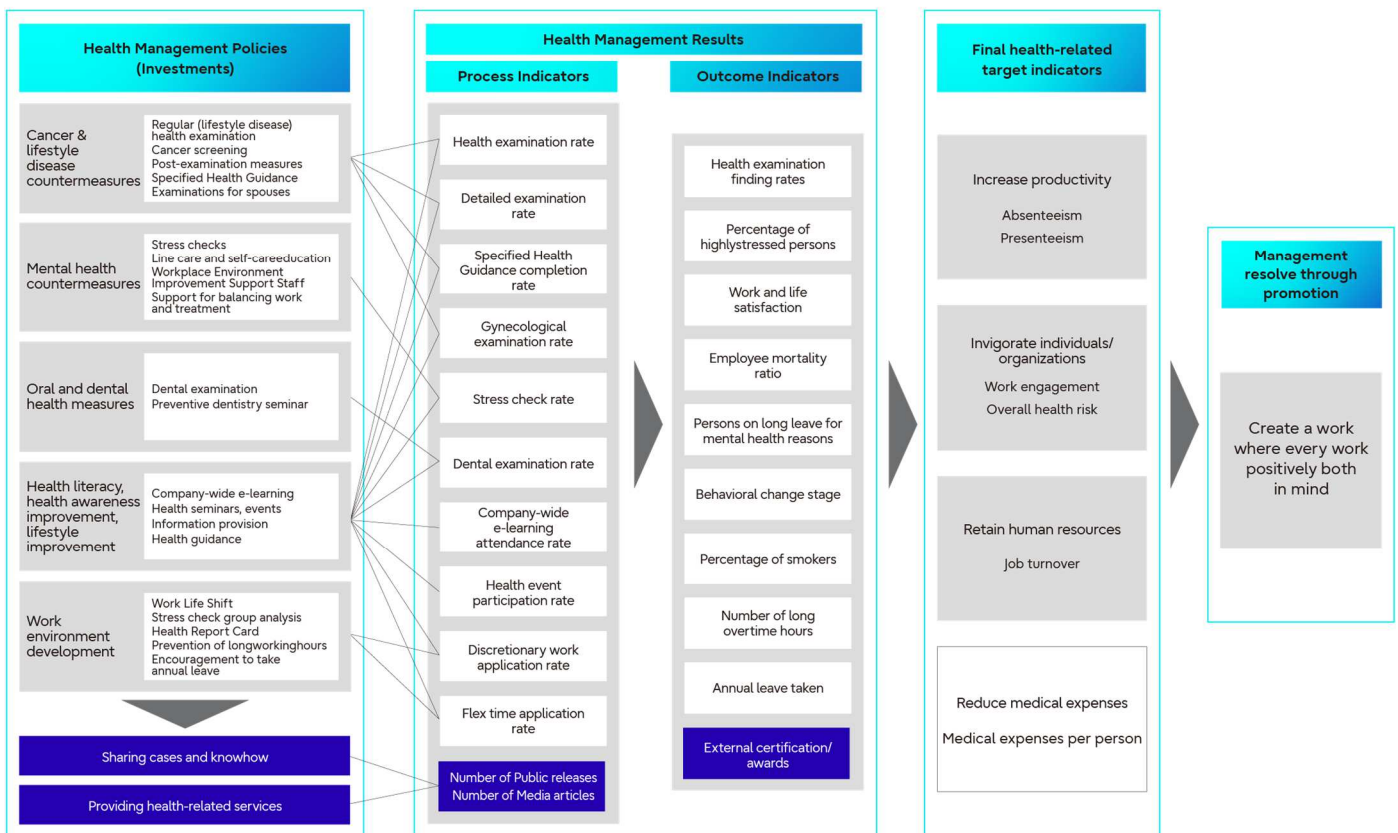 Health Management Policies
(Investments)
Cancer &
lifestyle
disease
countermeasures
Regular (lifestyle disease)
health examination
Cancer screening
Post-examination measures
Specified Health Guidance
Examinations for spouses
Mental health
countermeasures
Stress checks
Line care and self-careeducation
Workplace Environment
Improvement Support Staff
Support for balancing work
and treatment
Oral and dental
health measures
Dental examination
Preventive dentistry seminar
Health literacy,
health awareness
improvement,
lifestyle
improvement
Company-wide e-learning
Health seminars, events
Information provision
Health guidance
Work
environment
development
Work Life Shift
Stress check group analysis
Health Report Card
Prevention of longworkinghours
Encouragement to take
annual leave
Sharing cases and knowhow
Providing health-related services
Health Management Results
Process Indicators
Health examination rate
Detailed examination
rate
Specified Health
Guidance completion
rate
Gynecological
examination rate
Stress check rate
Dental examination rate
Company-wide
e-learning
attendance rate
Health event
participation rate
Discretionary work
application rate
Flex time application
rate
Number of Public releases
Number of Media articles
Outcome Indicators
Health examination
finding rates
Percentage of
highlystressed persons
Work and life
satisfaction
Employee mortality
ratio
Persons on long leave for
mental health reasons
Behavioral change stage
Percentage of smokers
Number of long
overtime hours
Annual leave taken
External certification/
awards
Final health-related
target indicators
Increase productivity
Absenteeism
Presenteeism
Invigorate individuals/
organizations
Work engagement
Overall health risk
Retain human resources
Job turnover
Reduce medical expenses
Medical expenses per person
Management
resolve through
promotion
Create a work
where every work
positively both
in mind